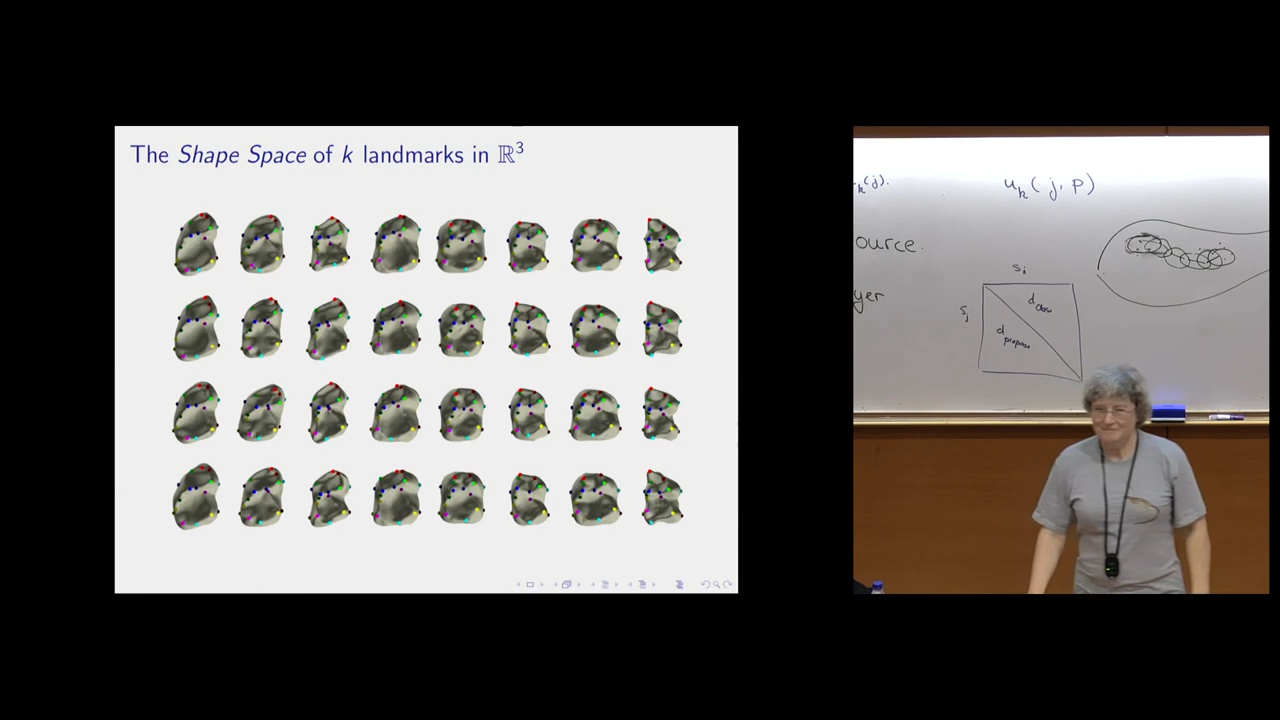 The Shape Space of k landmarks in ℝ³
k(j).
u_k(j, p)
ource.
yer
s_i
s_j
d_obs
d_propose